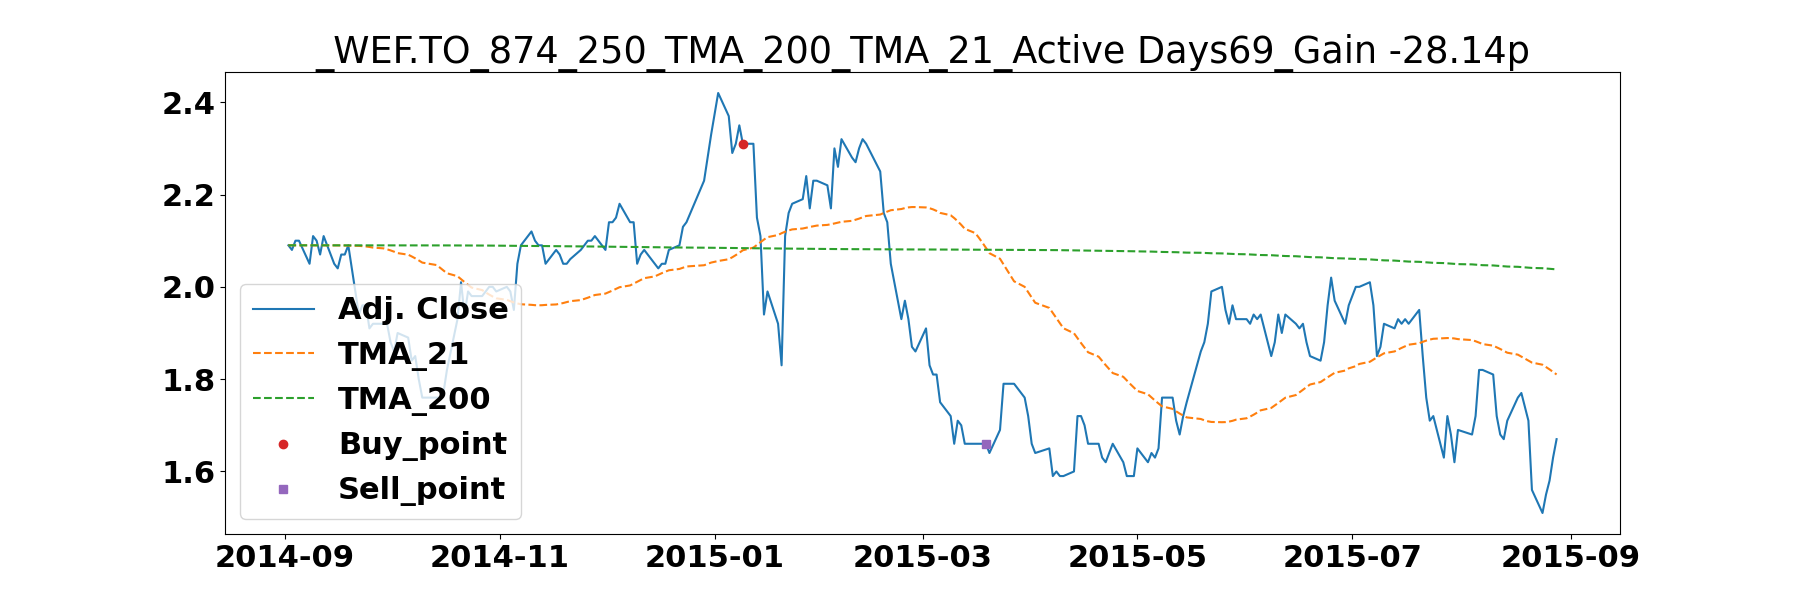 _WEF.TO_874_250_TMA_200_TMA_21_Active Days69_Gain -28.14p
2.4
2.2
2.0
1.8
1.6
Adj. Close
TMA_21
TMA_200
Buy_point
Sell_point
2014-09 2014-11 2015-01 2015-03 2015-05 2015-07 2015-09